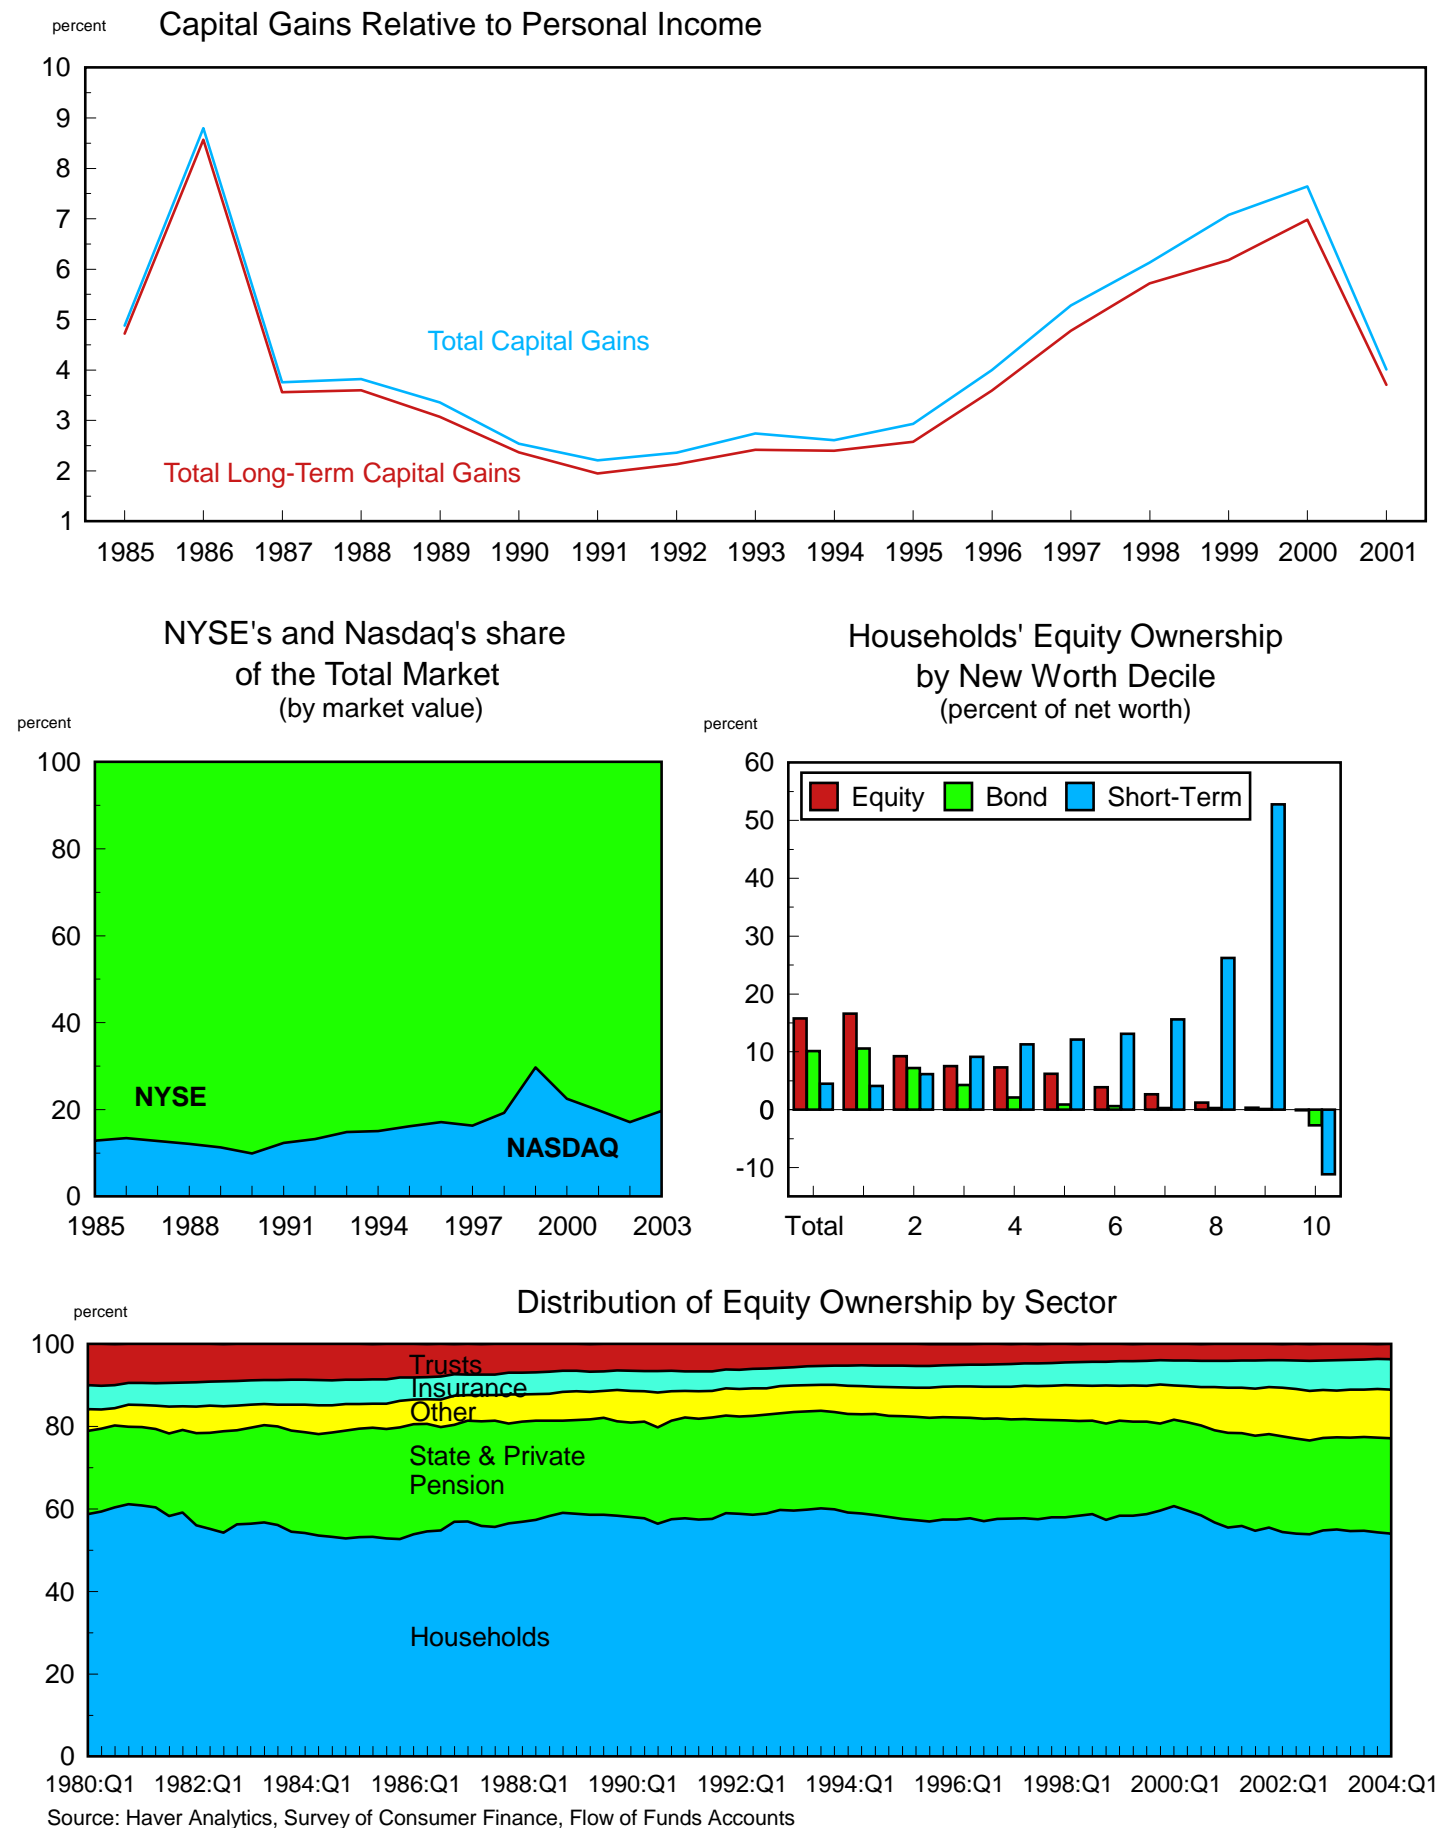 percent
Capital Gains Relative to Personal Income
10
9
8
7
6
5
4
3
2
1
Total Capital Gains
Total Long-Term Capital Gains
1985 1986 1987 1988 1989 1990 1991 1992 1993 1994 1995 1996 1997 1998 1999 2000 2001
NYSE's and Nasdaq's share
of the Total Market
(by market value)
percent
100
80
60
40
20
0
NYSE
NASDAQ
1985 1988 1991 1994 1997 2000 2003
Households' Equity Ownership
by New Worth Decile
(percent of net worth)
percent
60
50
40
30
20
10
0
-10
Equity Bond Short-Term
Total 2 4 6 8 10
Distribution of Equity Ownership by Sector
percent
100
80
60
40
20
0
Trusts
Insurance
Other
State & Private
Pension
Households
1980:Q1 1982:Q1 1984:Q1 1986:Q1 1988:Q1 1990:Q1 1992:Q1 1994:Q1 1996:Q1 1998:Q1 2000:Q1 2002:Q1 2004:Q1
Source: Haver Analytics, Survey of Consumer Finance, Flow of Funds Accounts